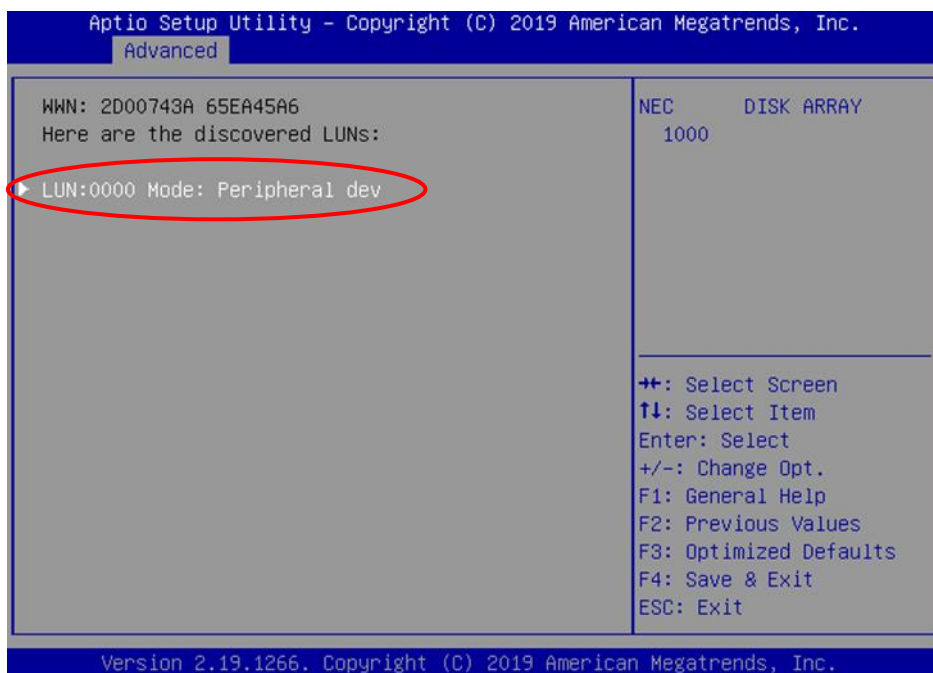 Aptio Setup Utility – Copyright (C) 2019 American Megatrends, Inc.
Advanced
WWN: 2D00743A 65EA45A6
Here are the discovered LUNs:
▶ LUN:0000 Mode: Peripheral dev
NEC DISK ARRAY
1000
→←: Select Screen
↑↓: Select Item
Enter: Select
+/-: Change Opt.
F1: General Help
F2: Previous Values
F3: Optimized Defaults
F4: Save & Exit
ESC: Exit
Version 2.19.1266. Copyright (C) 2019 American Megatrends, Inc.